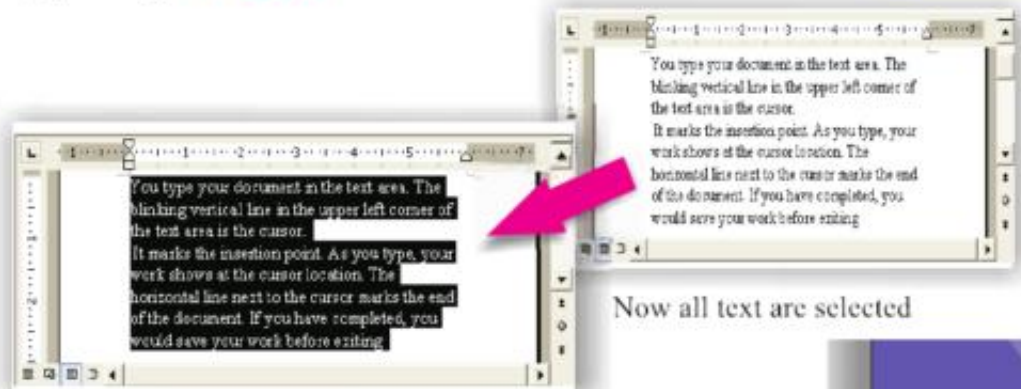 You type your document in the text area. The
blinking vertical line in the upper left corner of
the text area is the cursor.
It marks the insertion point. As you type, your
work shows at the cursor location. The
horizontal line next to the cursor marks the end
of the document. If you have completed, you
would save your work before exiting
You type your document in the text area. The
blinking vertical line in the upper left corner of
the text area is the cursor.
It marks the insertion point. As you type, your
work shows at the cursor location. The
horizontal line next to the cursor marks the end
of the document. If you have completed, you
would save your work before exiting
Now all text are selected